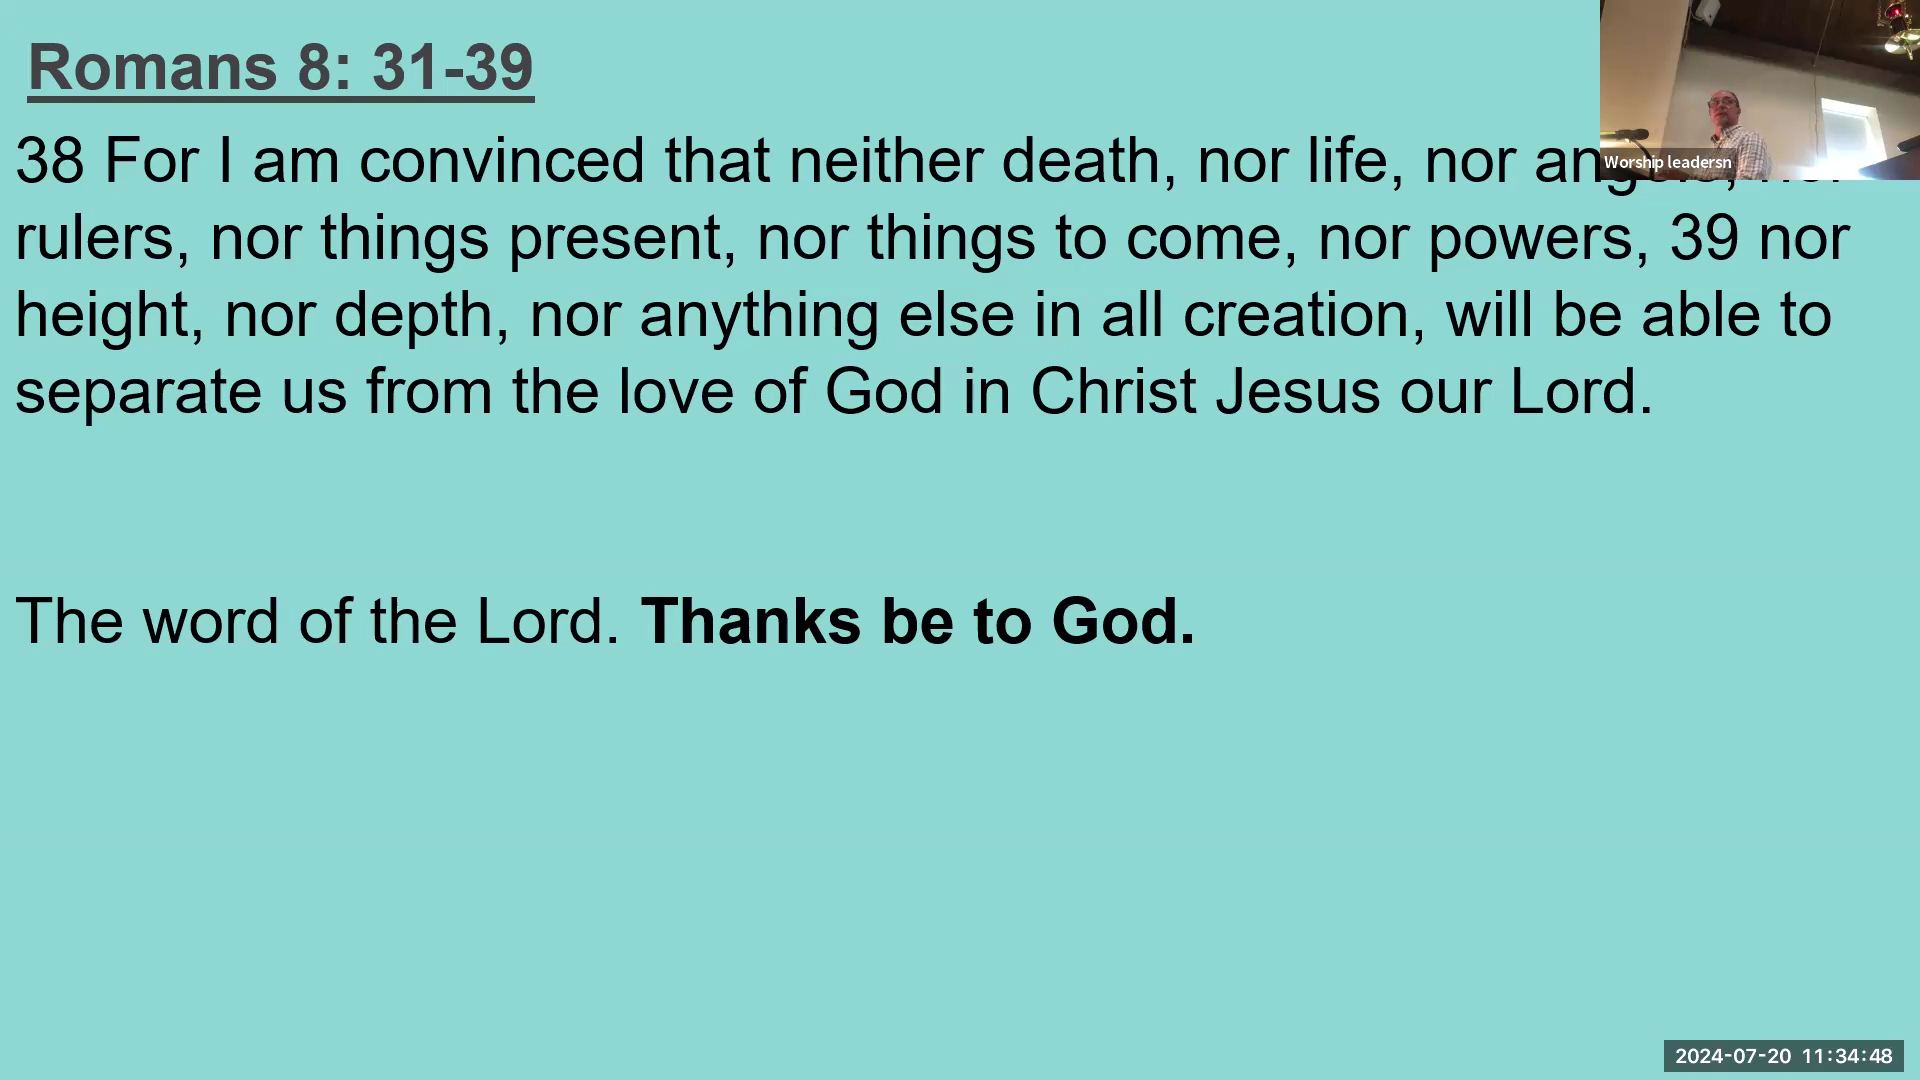 Romans 8: 31-39
38 For I am convinced that neither death, nor life, nor angels, nor
rulers, nor things present, nor things to come, nor powers, 39 nor
height, nor depth, nor anything else in all creation, will be able to
separate us from the love of God in Christ Jesus our Lord.
The word of the Lord. Thanks be to God.
Worship leadersn
2024-07-20 11:34:48